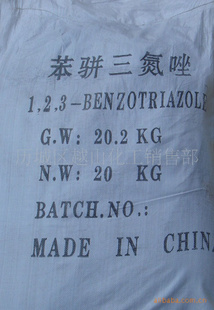 苯骈三氮唑
1,2,3-BENZOTRIAZOLE
G.W: 20.2 KG
N.W: 20 KG
BATCH.NO.:
MADE IN CHINA